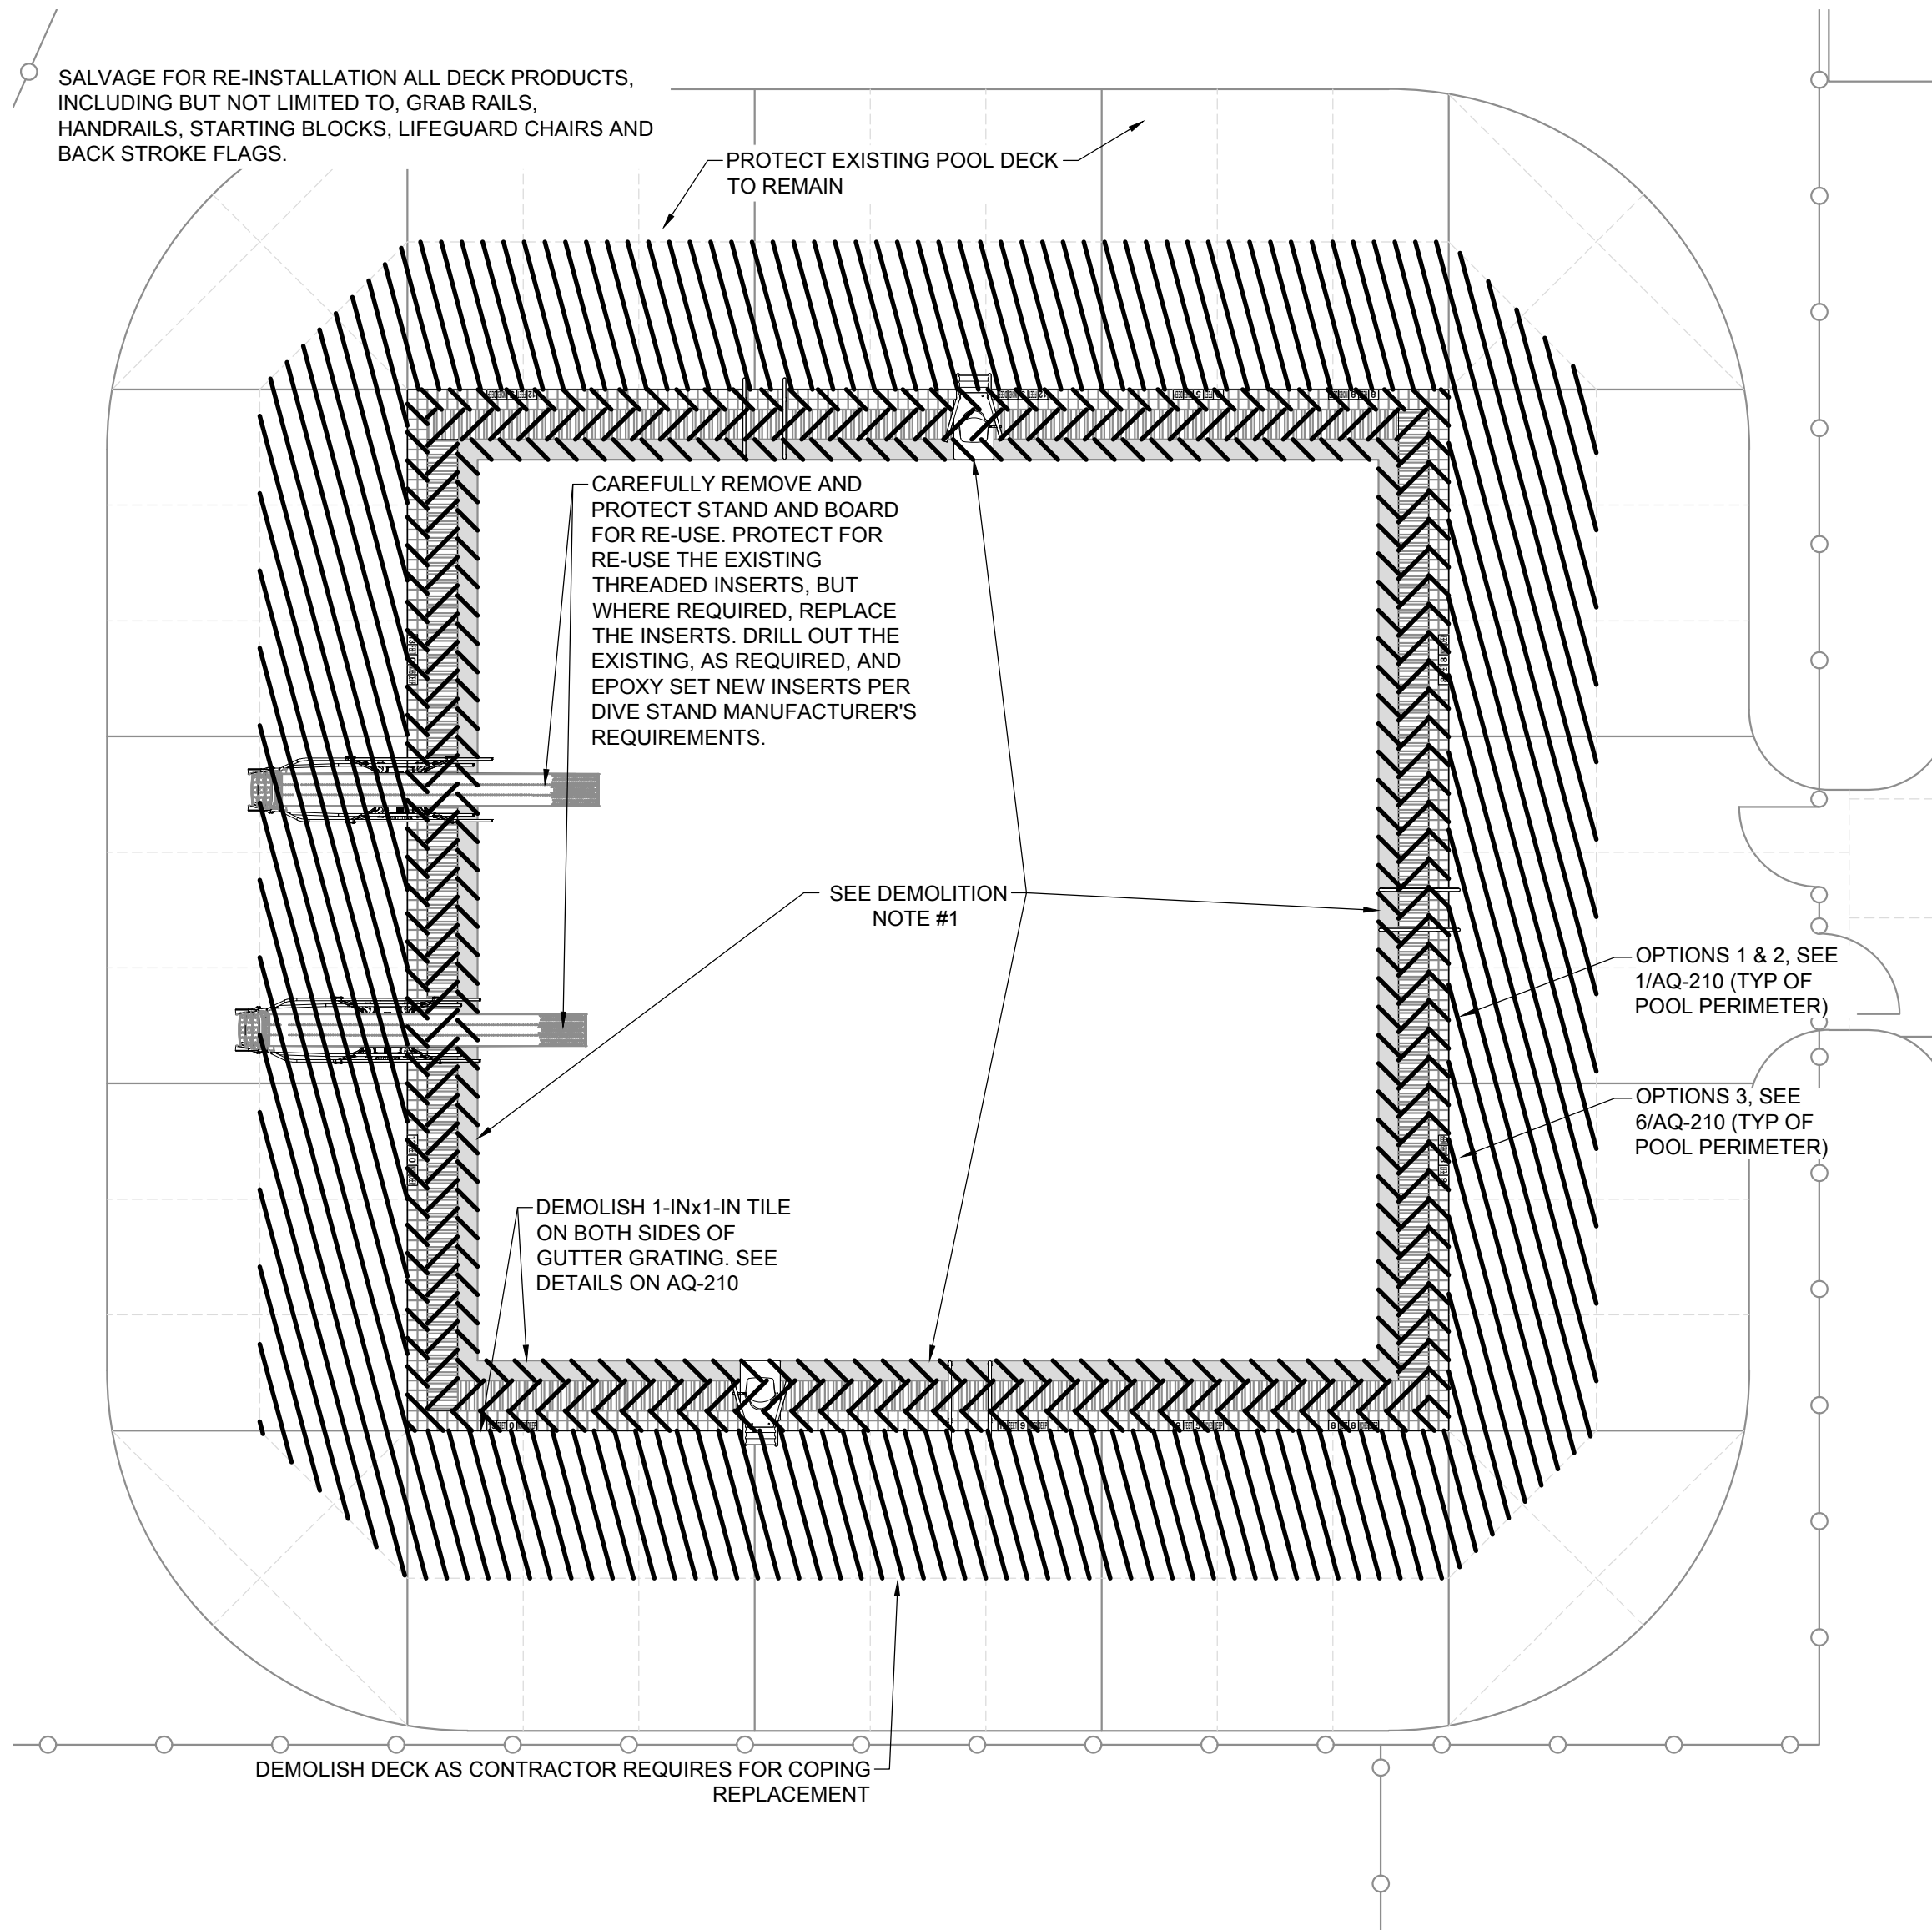 SALVAGE FOR RE-INSTALLATION ALL DECK PRODUCTS,
INCLUDING BUT NOT LIMITED TO, GRAB RAILS,
HANDRAILS, STARTING BLOCKS, LIFEGUARD CHAIRS AND
BACK STROKE FLAGS.
PROTECT EXISTING POOL DECK
TO REMAIN
CAREFULLY REMOVE AND
PROTECT STAND AND BOARD
FOR RE-USE. PROTECT FOR
RE-USE THE EXISTING
THREADED INSERTS, BUT
WHERE REQUIRED, REPLACE
THE INSERTS. DRILL OUT THE
EXISTING, AS REQUIRED, AND
EPOXY SET NEW INSERTS PER
DIVE STAND MANUFACTURER'S
REQUIREMENTS.
SEE DEMOLITION
NOTE #1
OPTIONS 1 & 2, SEE
1/AQ-210 (TYP OF
POOL PERIMETER)
OPTIONS 3, SEE
6/AQ-210 (TYP OF
POOL PERIMETER)
DEMOLISH 1-INx1-IN TILE
ON BOTH SIDES OF
GUTTER GRATING. SEE
DETAILS ON AQ-210
DEMOLISH DECK AS CONTRACTOR REQUIRES FOR COPING
REPLACEMENT